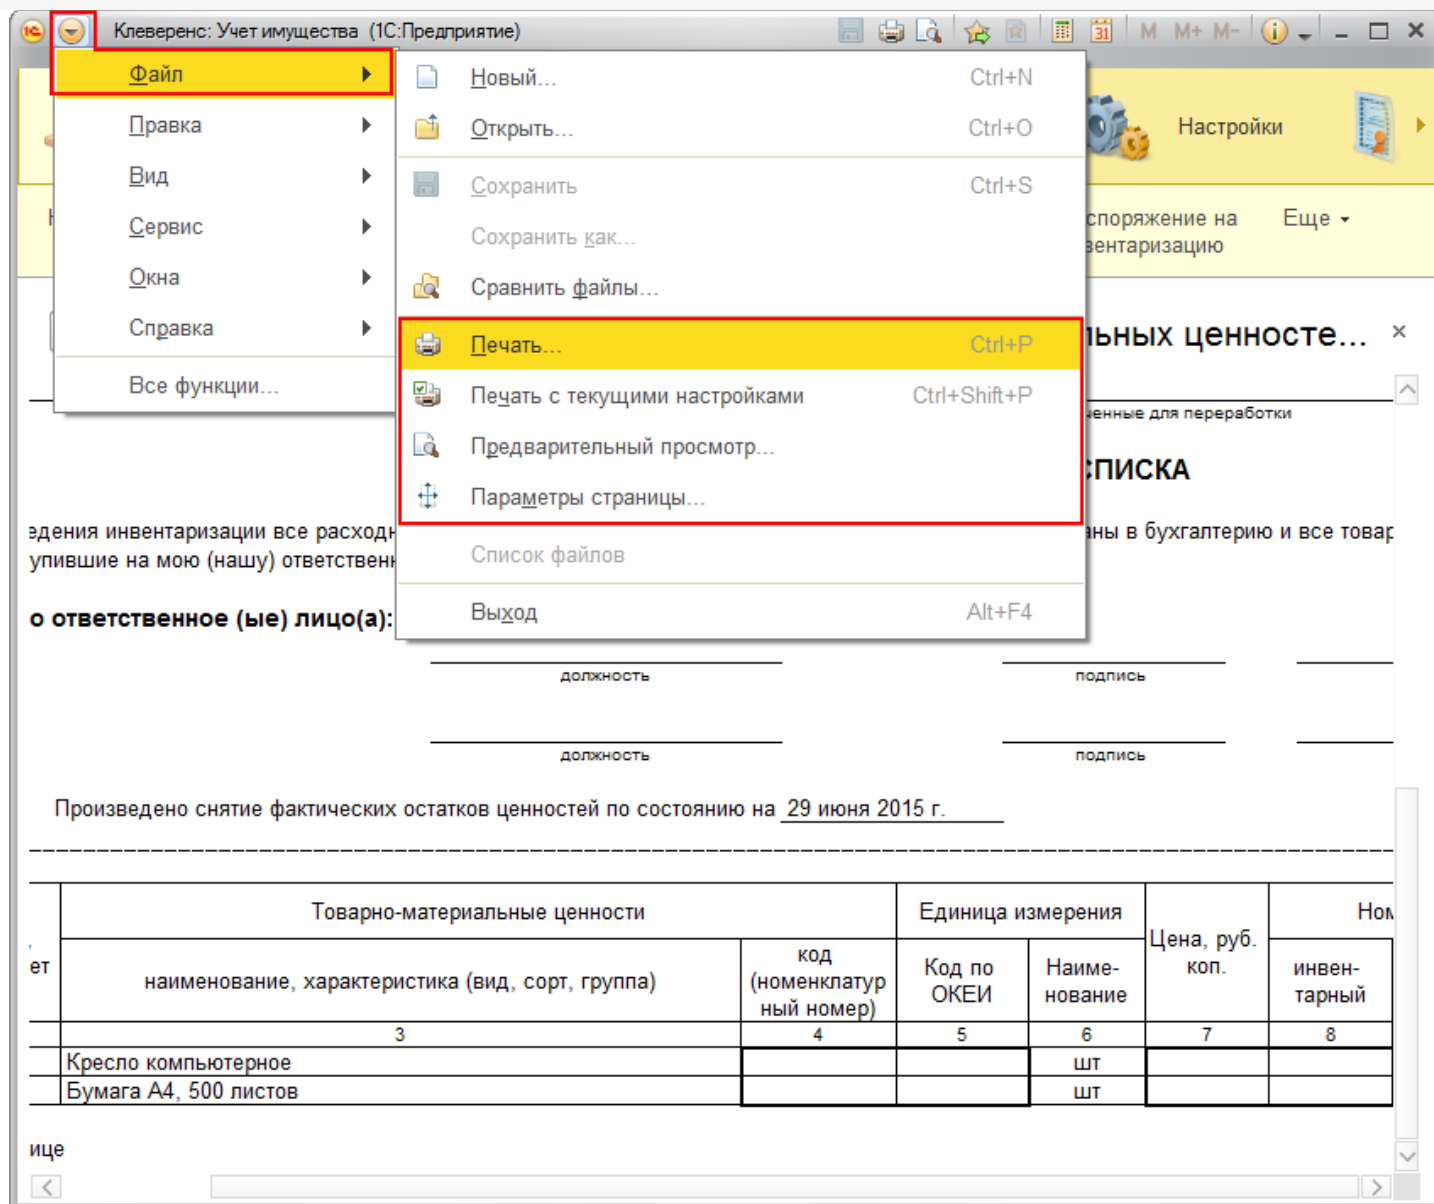 Клеверенс: Учет имущества (1С:Предприятие)
31 M M+ M-
Файл
Правка
Вид
Сервис
Окна
Справка
Все функции...
Новый... Ctrl+N
Открыть... Ctrl+O
Сохранить Ctrl+S
Сохранить как...
Сравнить файлы...
Печать... Ctrl+P
Печать с текущими настройками Ctrl+Shift+P
Предварительный просмотр...
Параметры страницы...
Список файлов
Выход Alt+F4
Настройки
споряжение на Еще
вентаризацию
льных ценносте...
ченные для переработки
СПИСКА
едения инвентаризации все расходн
аны в бухгалтерию и все товар
упившие на мою (нашу) ответственн
о ответственное (ые) лицо(а):
должность подпись
должность подпись
Произведено снятие фактических остатков ценностей по состоянию на 29 июня 2015 г.
Товарно-материальные ценности
Единица измерения
Цена, руб. коп.
Ном
ет
наименование, характеристика (вид, сорт, группа)
код
(номенклатур
ный номер)
Код по
ОКЕИ
Наиме-
нование
инвен-
тарный
3 4 5 6 7 8
Кресло компьютерное шт
Бумага А4, 500 листов шт
ице